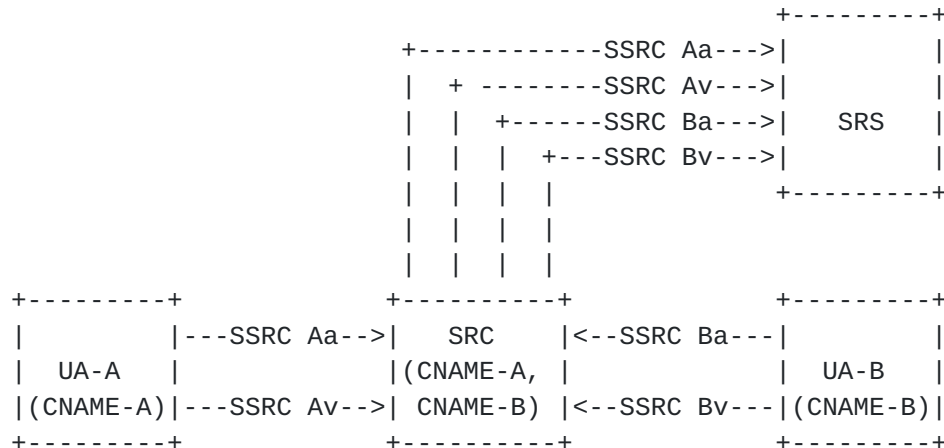 +---------+
                          +------------SSRC Aa--->|         |
                          |  + --------SSRC Av--->|         |
                          |  |  +------SSRC Ba--->|   SRS   |
                          |  |  |  +---SSRC Bv--->|         |
                          |  |  |  |              +---------+
                          |  |  |  |
                          |  |  |  |
+---------+             +----------+              +---------+
|         |---SSRC Aa-->|   SRC    |<--SSRC Ba---|         |
|  UA-A   |             |(CNAME-A, |             |  UA-B   |
|(CNAME-A)|---SSRC Av-->| CNAME-B) |<--SSRC Bv---|(CNAME-B)|
+---------+             +----------+              +---------+